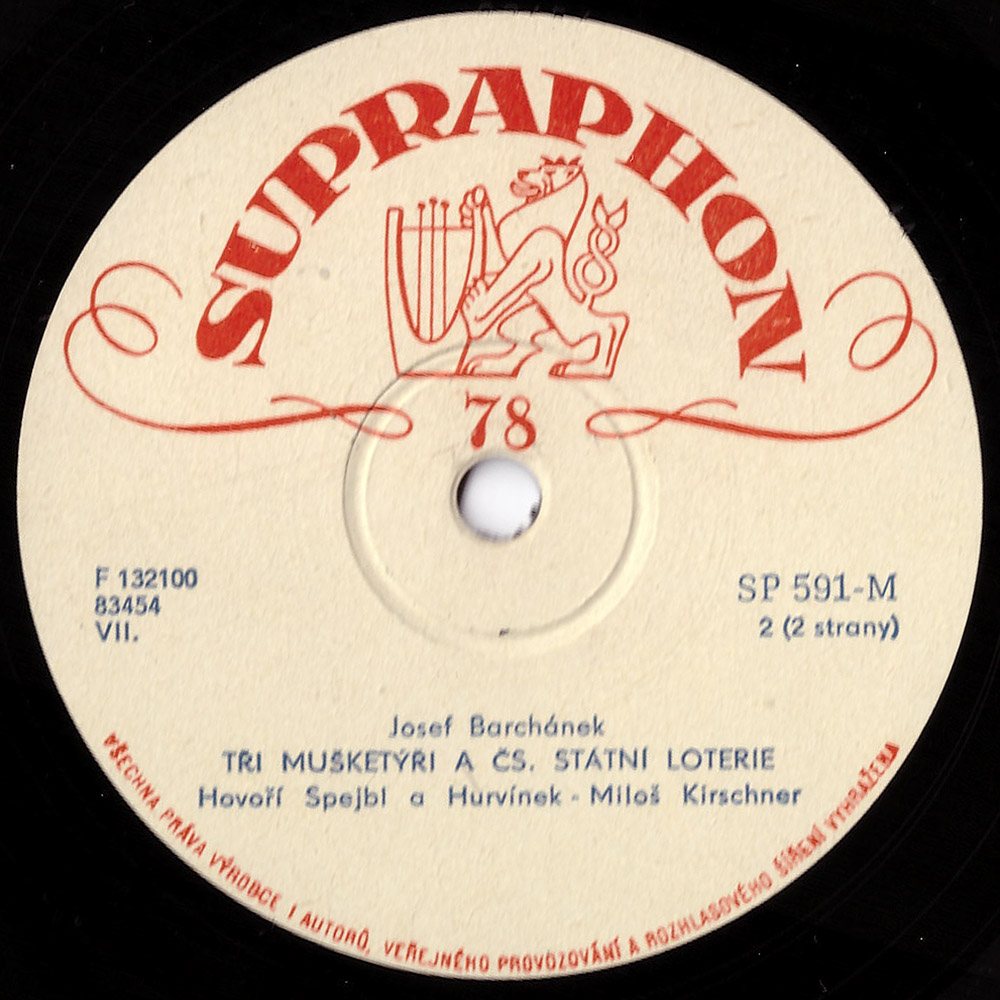 SUPRAPHON
78
F 132100
83454
VII.
SP 591-M
2 (2 strany)
Josef Barchánek
TŘI MUŠKETÝŘI A ČS. STÁTNÍ LOTERIE
Hovoří Spejbl a Hurvínek - Miloš Kirschner
VŠECHNA PRÁVA VÝROBCE I AUTORŮ, VEŘEJNÉHO PROVOZOVÁNÍ A ROZHLASOVÉHO ŠÍŘENÍ VYHRAŽENA